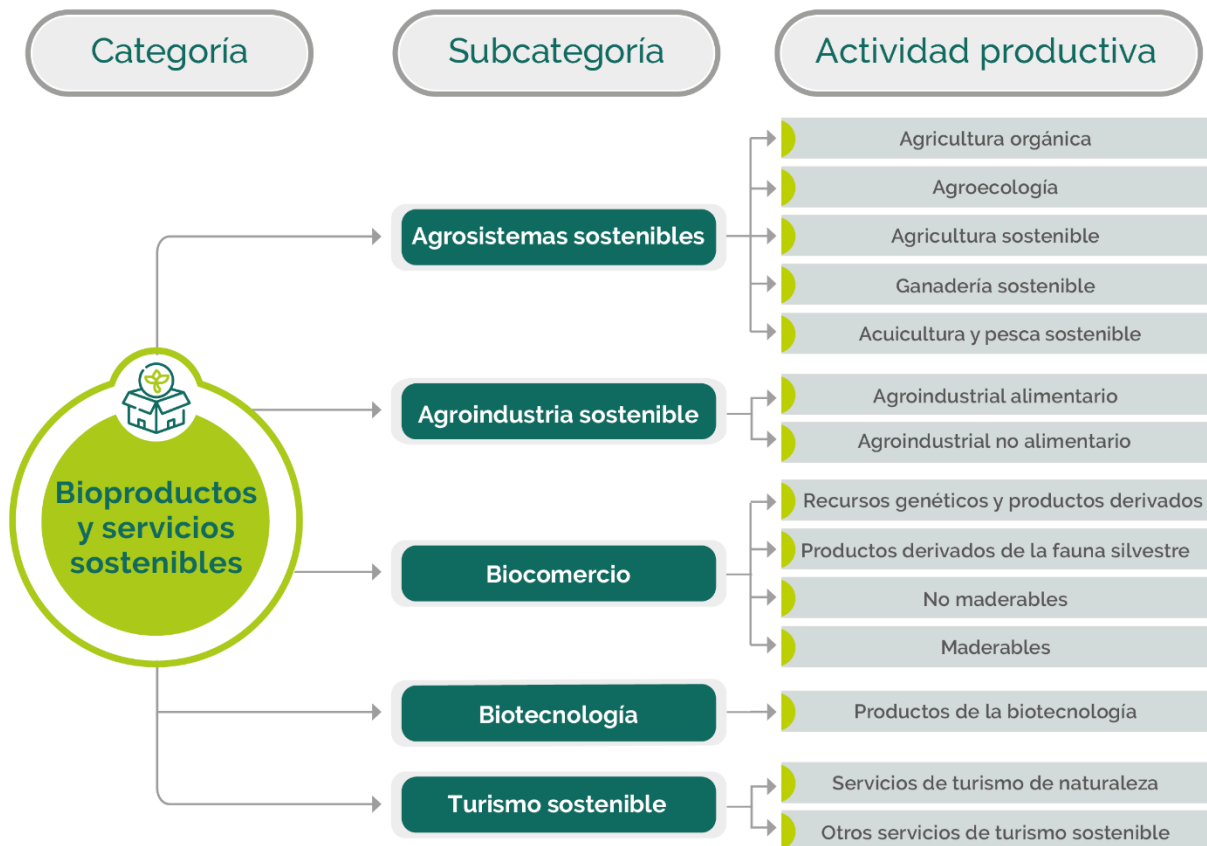 Categoría
Subcategoría
Actividad productiva
Bioproductos
y servicios
sostenibles
Agrosistemas sostenibles
Agricultura orgánica
Agroecología
Agricultura sostenible
Ganadería sostenible
Acuicultura y pesca sostenible
Agroindustria sostenible
Agroindustrial alimentario
Agroindustrial no alimentario
Biocomercio
Recursos genéticos y productos derivados
Productos derivados de la fauna silvestre
No maderables
Maderables
Biotecnología
Productos de la biotecnología
Turismo sostenible
Servicios de turismo de naturaleza
Otros servicios de turismo sostenible